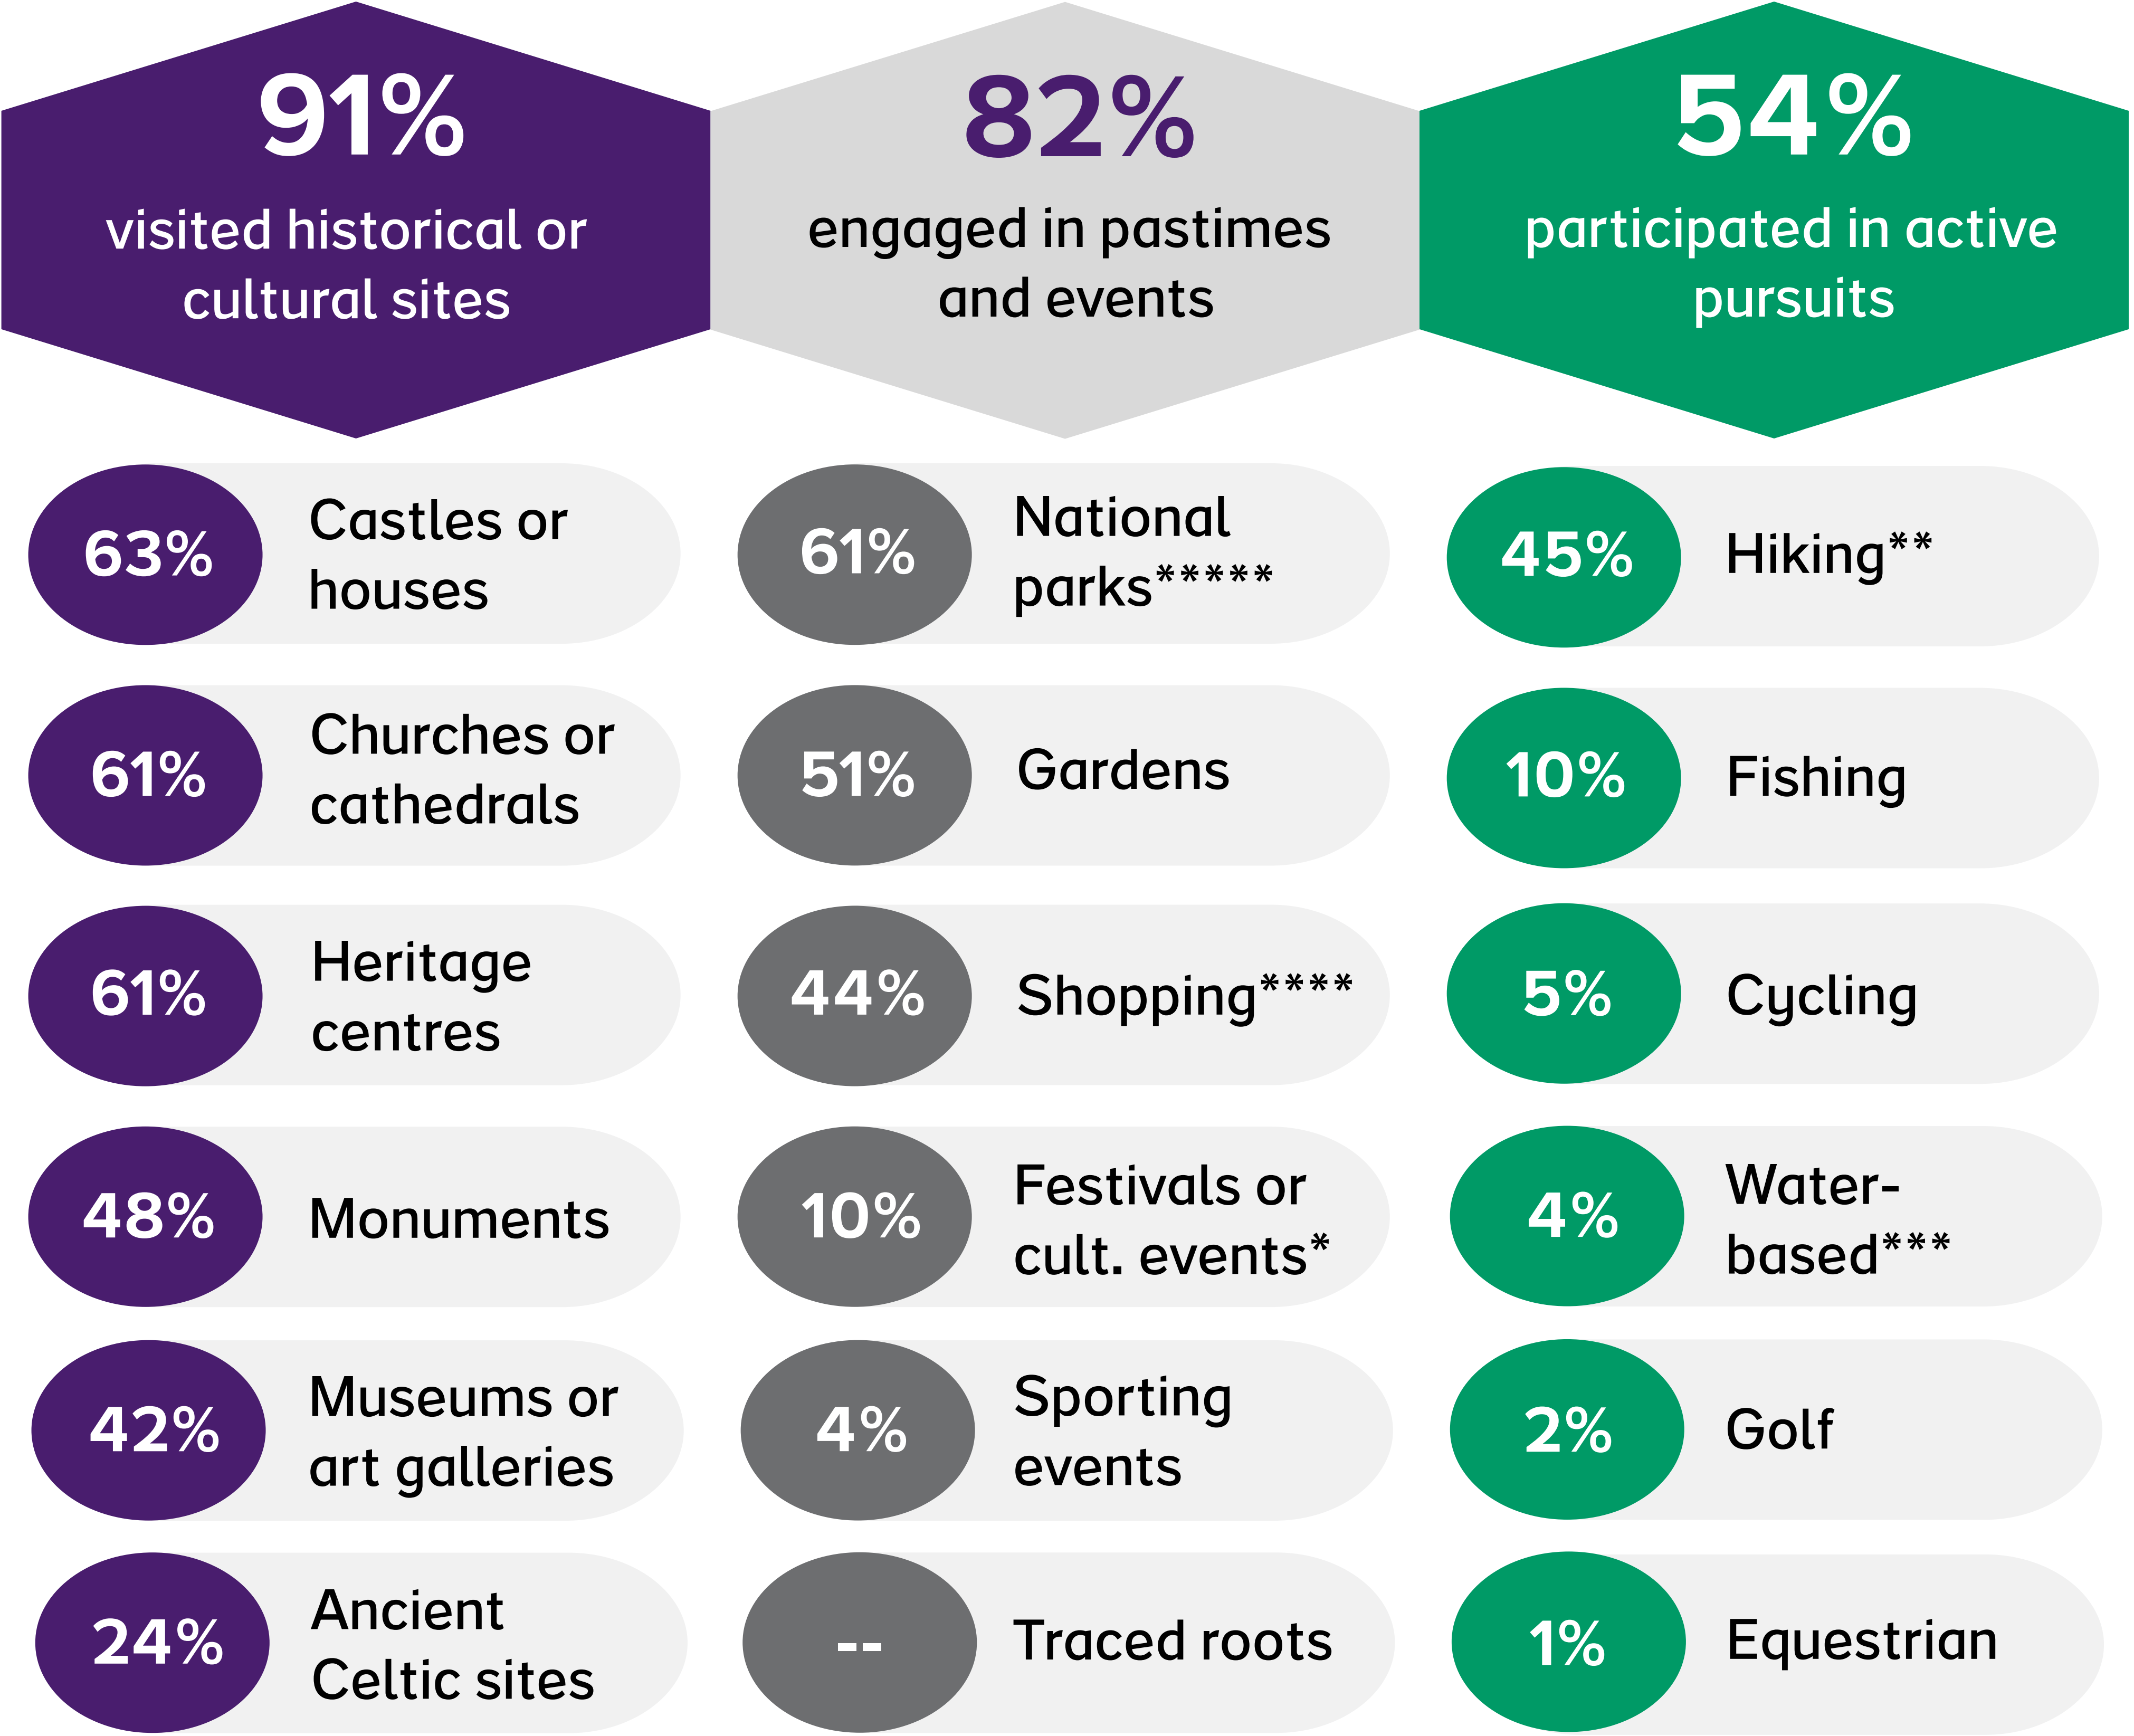 91%
visited historical or
cultural sites
63%
Castles or
houses
61%
Churches or
cathedrals
61%
Heritage
centres
48%
Monuments
42%
Museums or
art galleries
24%
Ancient
Celtic sites
82%
engaged in pastimes
and events
61%
National
parks*****
51%
Gardens
44%
Shopping****
10%
Festivals or
cult. events*
4%
Sporting
events
--
Traced roots
54%
participated in active
pursuits
45%
Hiking**
10%
Fishing
5%
Cycling
4%
Water-
based***
2%
Golf
1%
Equestrian